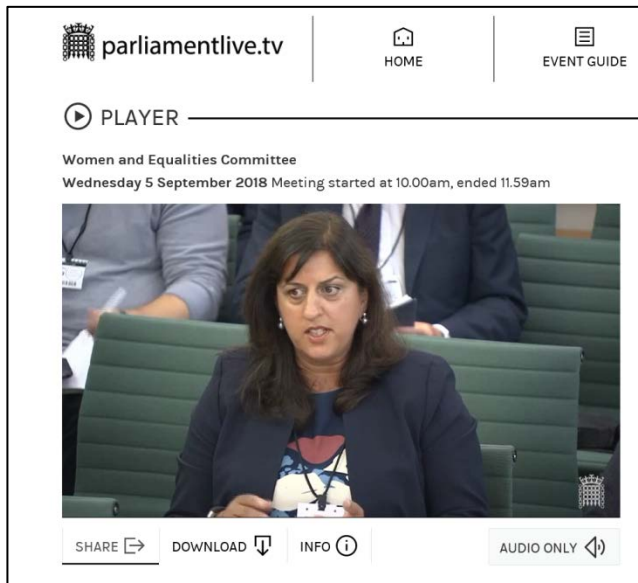 parliamentlive.tv
HOME
EVENT GUIDE
PLAYER
Women and Equalities Committee
Wednesday 5 September 2018 Meeting started at 10.00am, ended 11.59am
SHARE
DOWNLOAD
INFO
AUDIO ONLY